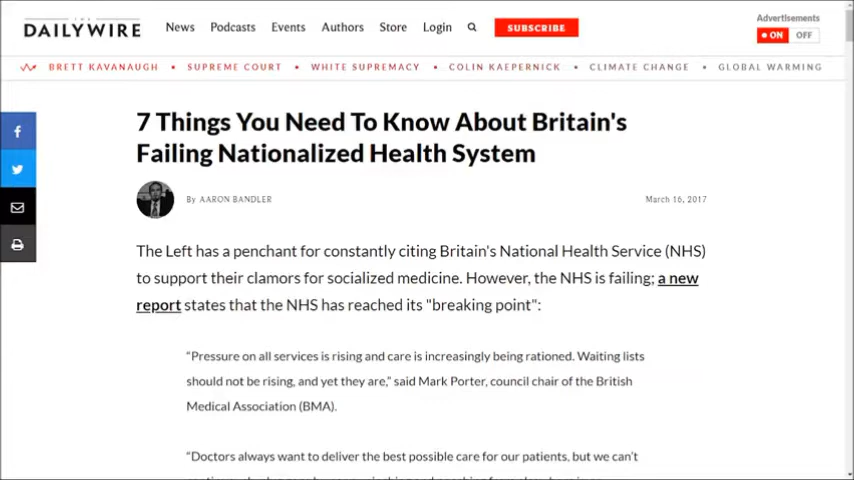 DAILYWIRE
News Podcasts Events Authors Store Login SUBSCRIBE
Advertisements
ON OFF
BRETT KAVANAUGH • SUPREME COURT • WHITE SUPREMACY • COLIN KAEPERNICK • CLIMATE CHANGE • GLOBAL WARMING
7 Things You Need To Know About Britain's
Failing Nationalized Health System
By AARON BANDLER
March 16, 2017
The Left has a penchant for constantly citing Britain's National Health Service (NHS)
to support their clamors for socialized medicine. However, the NHS is failing; a new
report states that the NHS has reached its "breaking point":
“Pressure on all services is rising and care is increasingly being rationed. Waiting lists
should not be rising, and yet they are,” said Mark Porter, council chair of the British
Medical Association (BMA).
“Doctors always want to deliver the best possible care for our patients, but we can’t